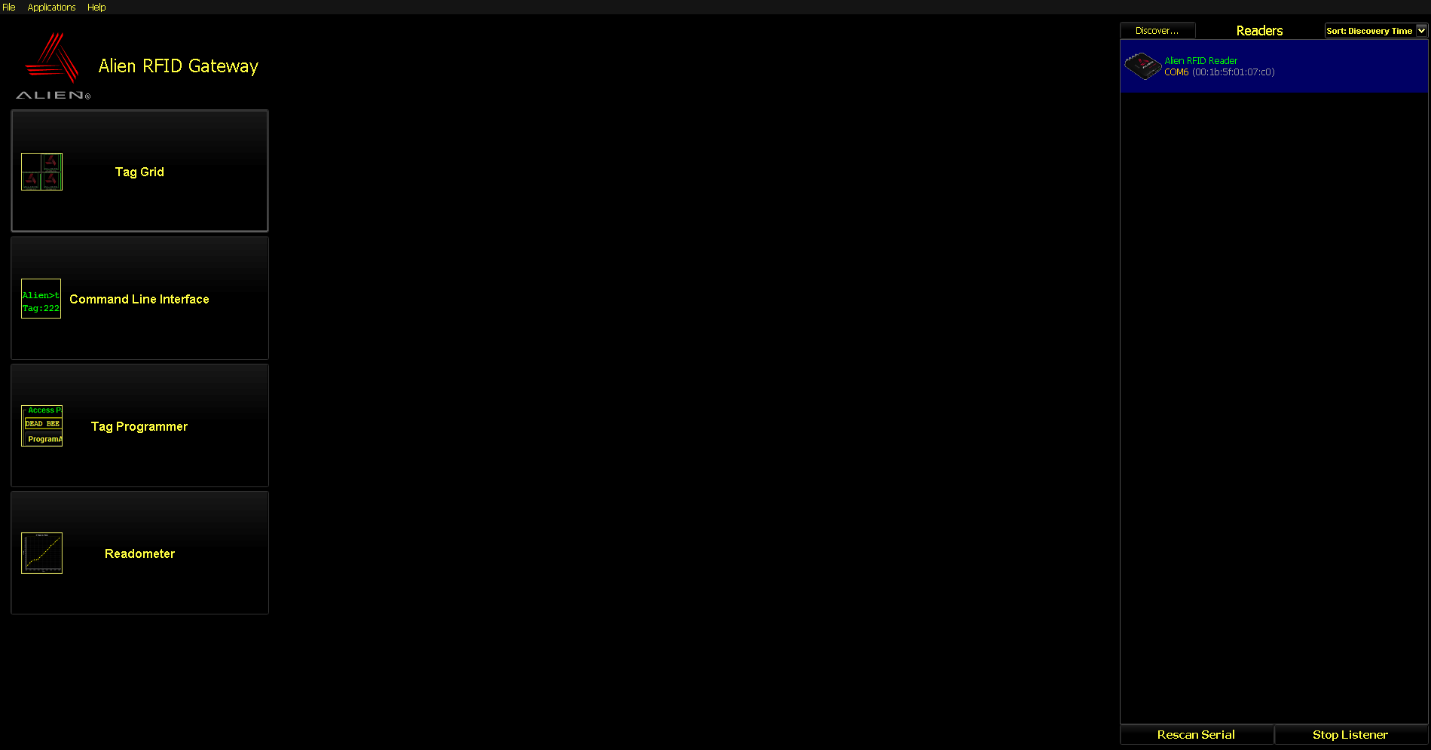 File Applications Help
Discover... Readers Sort: Discovery Time
Alien RFID Gateway
ALIEN®
Alien RFID Reader
COM6 (00:1b:5f:01:07:c0)
Tag Grid
Alien>t
Tag:222
Command Line Interface
Access P
DEAD BEE
ProgramA
Tag Programmer
Readometer
Rescan Serial Stop Listener